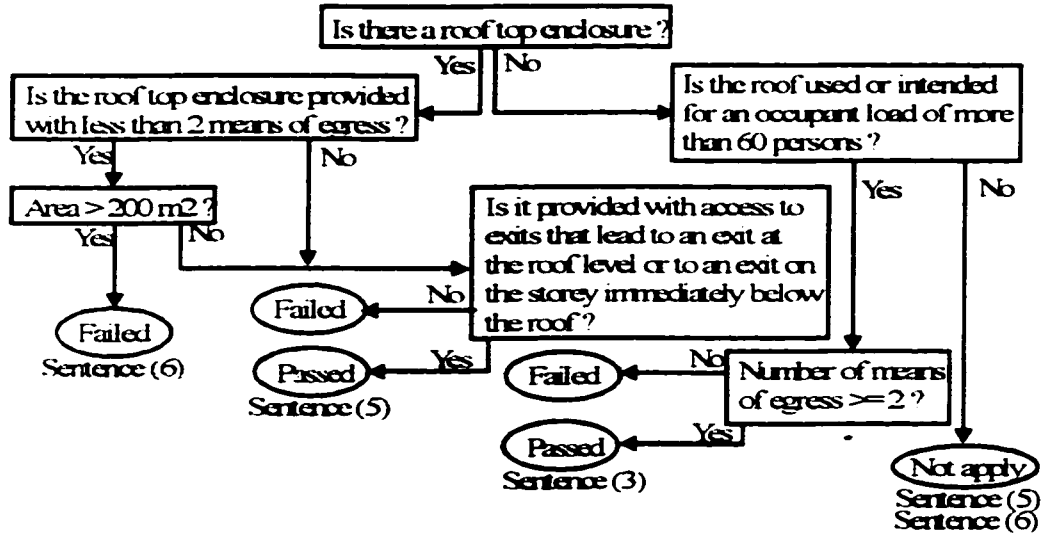 Is there a roof top enclosure ?
Yes
No
Is the roof top enclosure provided
with less than 2 means of egress ?
Is the roof used or intended
for an occupant load of more
than 60 persons ?
Yes
No
Yes
No
Area > 200 m2 ?
Yes
No
Is it provided with access to
exits that lead to an exit at
the roof level or to an exit on
the storey immediately below
the roof ?
No
Failed
Failed
Sentence (6)
Yes
Passed
Sentence (5)
No
Failed
Number of means
of egress >= 2 ?
Yes
Passed
Sentence (3)
Not apply
Sentence (5)
Sentence (6)